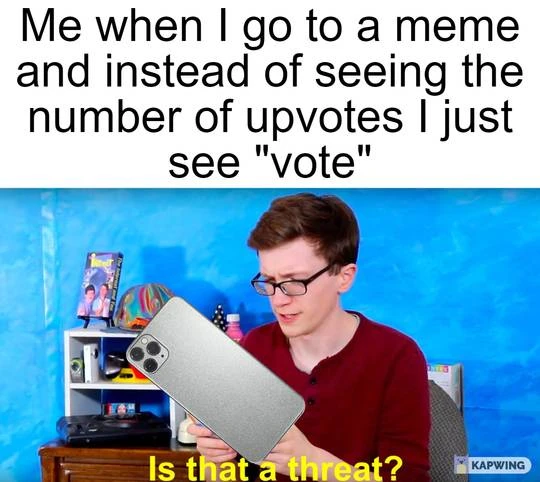 Me when I go to a meme
and instead of seeing the
number of upvotes I just
see "vote"
Is that a threat?
KAPWING